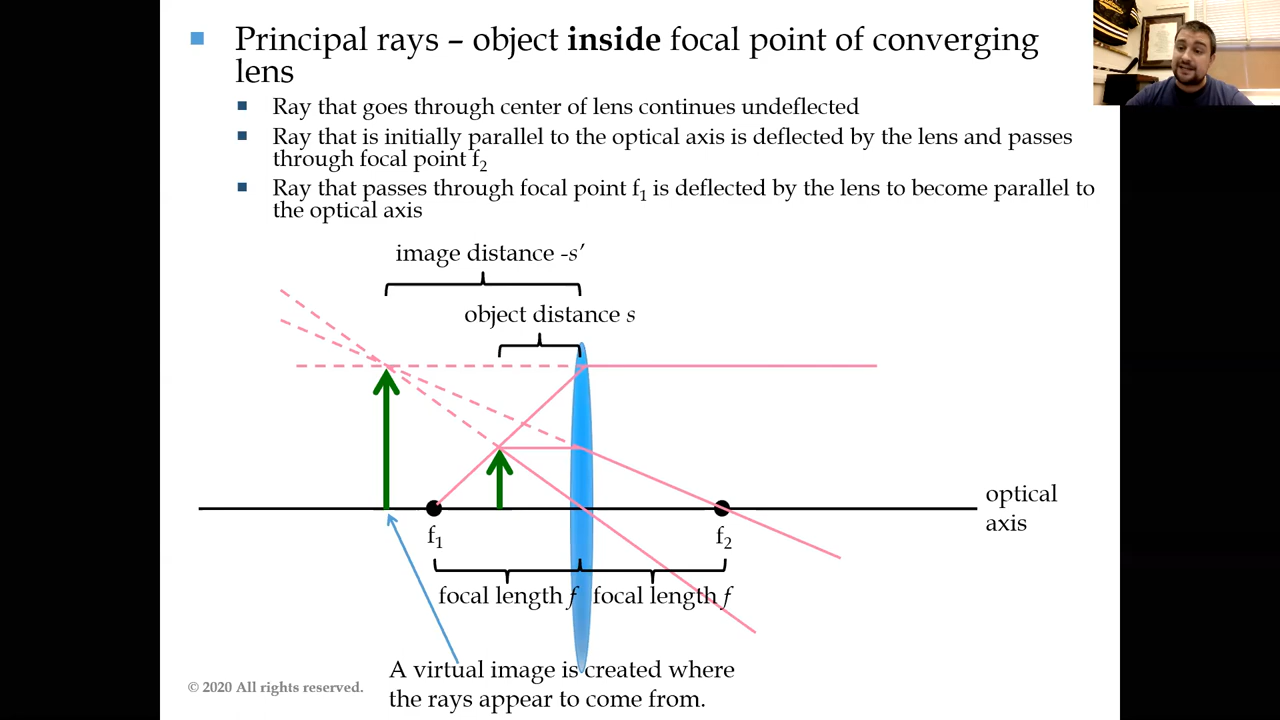 Principal rays – object inside focal point of converging
lens
Ray that goes through center of lens continues undeflected
Ray that is initially parallel to the optical axis is deflected by the lens and passes
through focal point f₂
Ray that passes through focal point f₁ is deflected by the lens to become parallel to
the optical axis
image distance -s’
object distance s
optical
axis
f₁
f₂
focal length f
focal length f
A virtual image is created where
the rays appear to come from.
© 2020 All rights reserved.